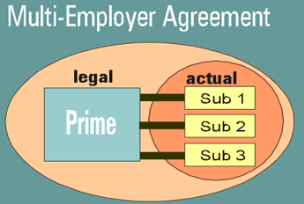 Multi-Employer Agreement
legal
actual
Prime
Sub 1
Sub 2
Sub 3